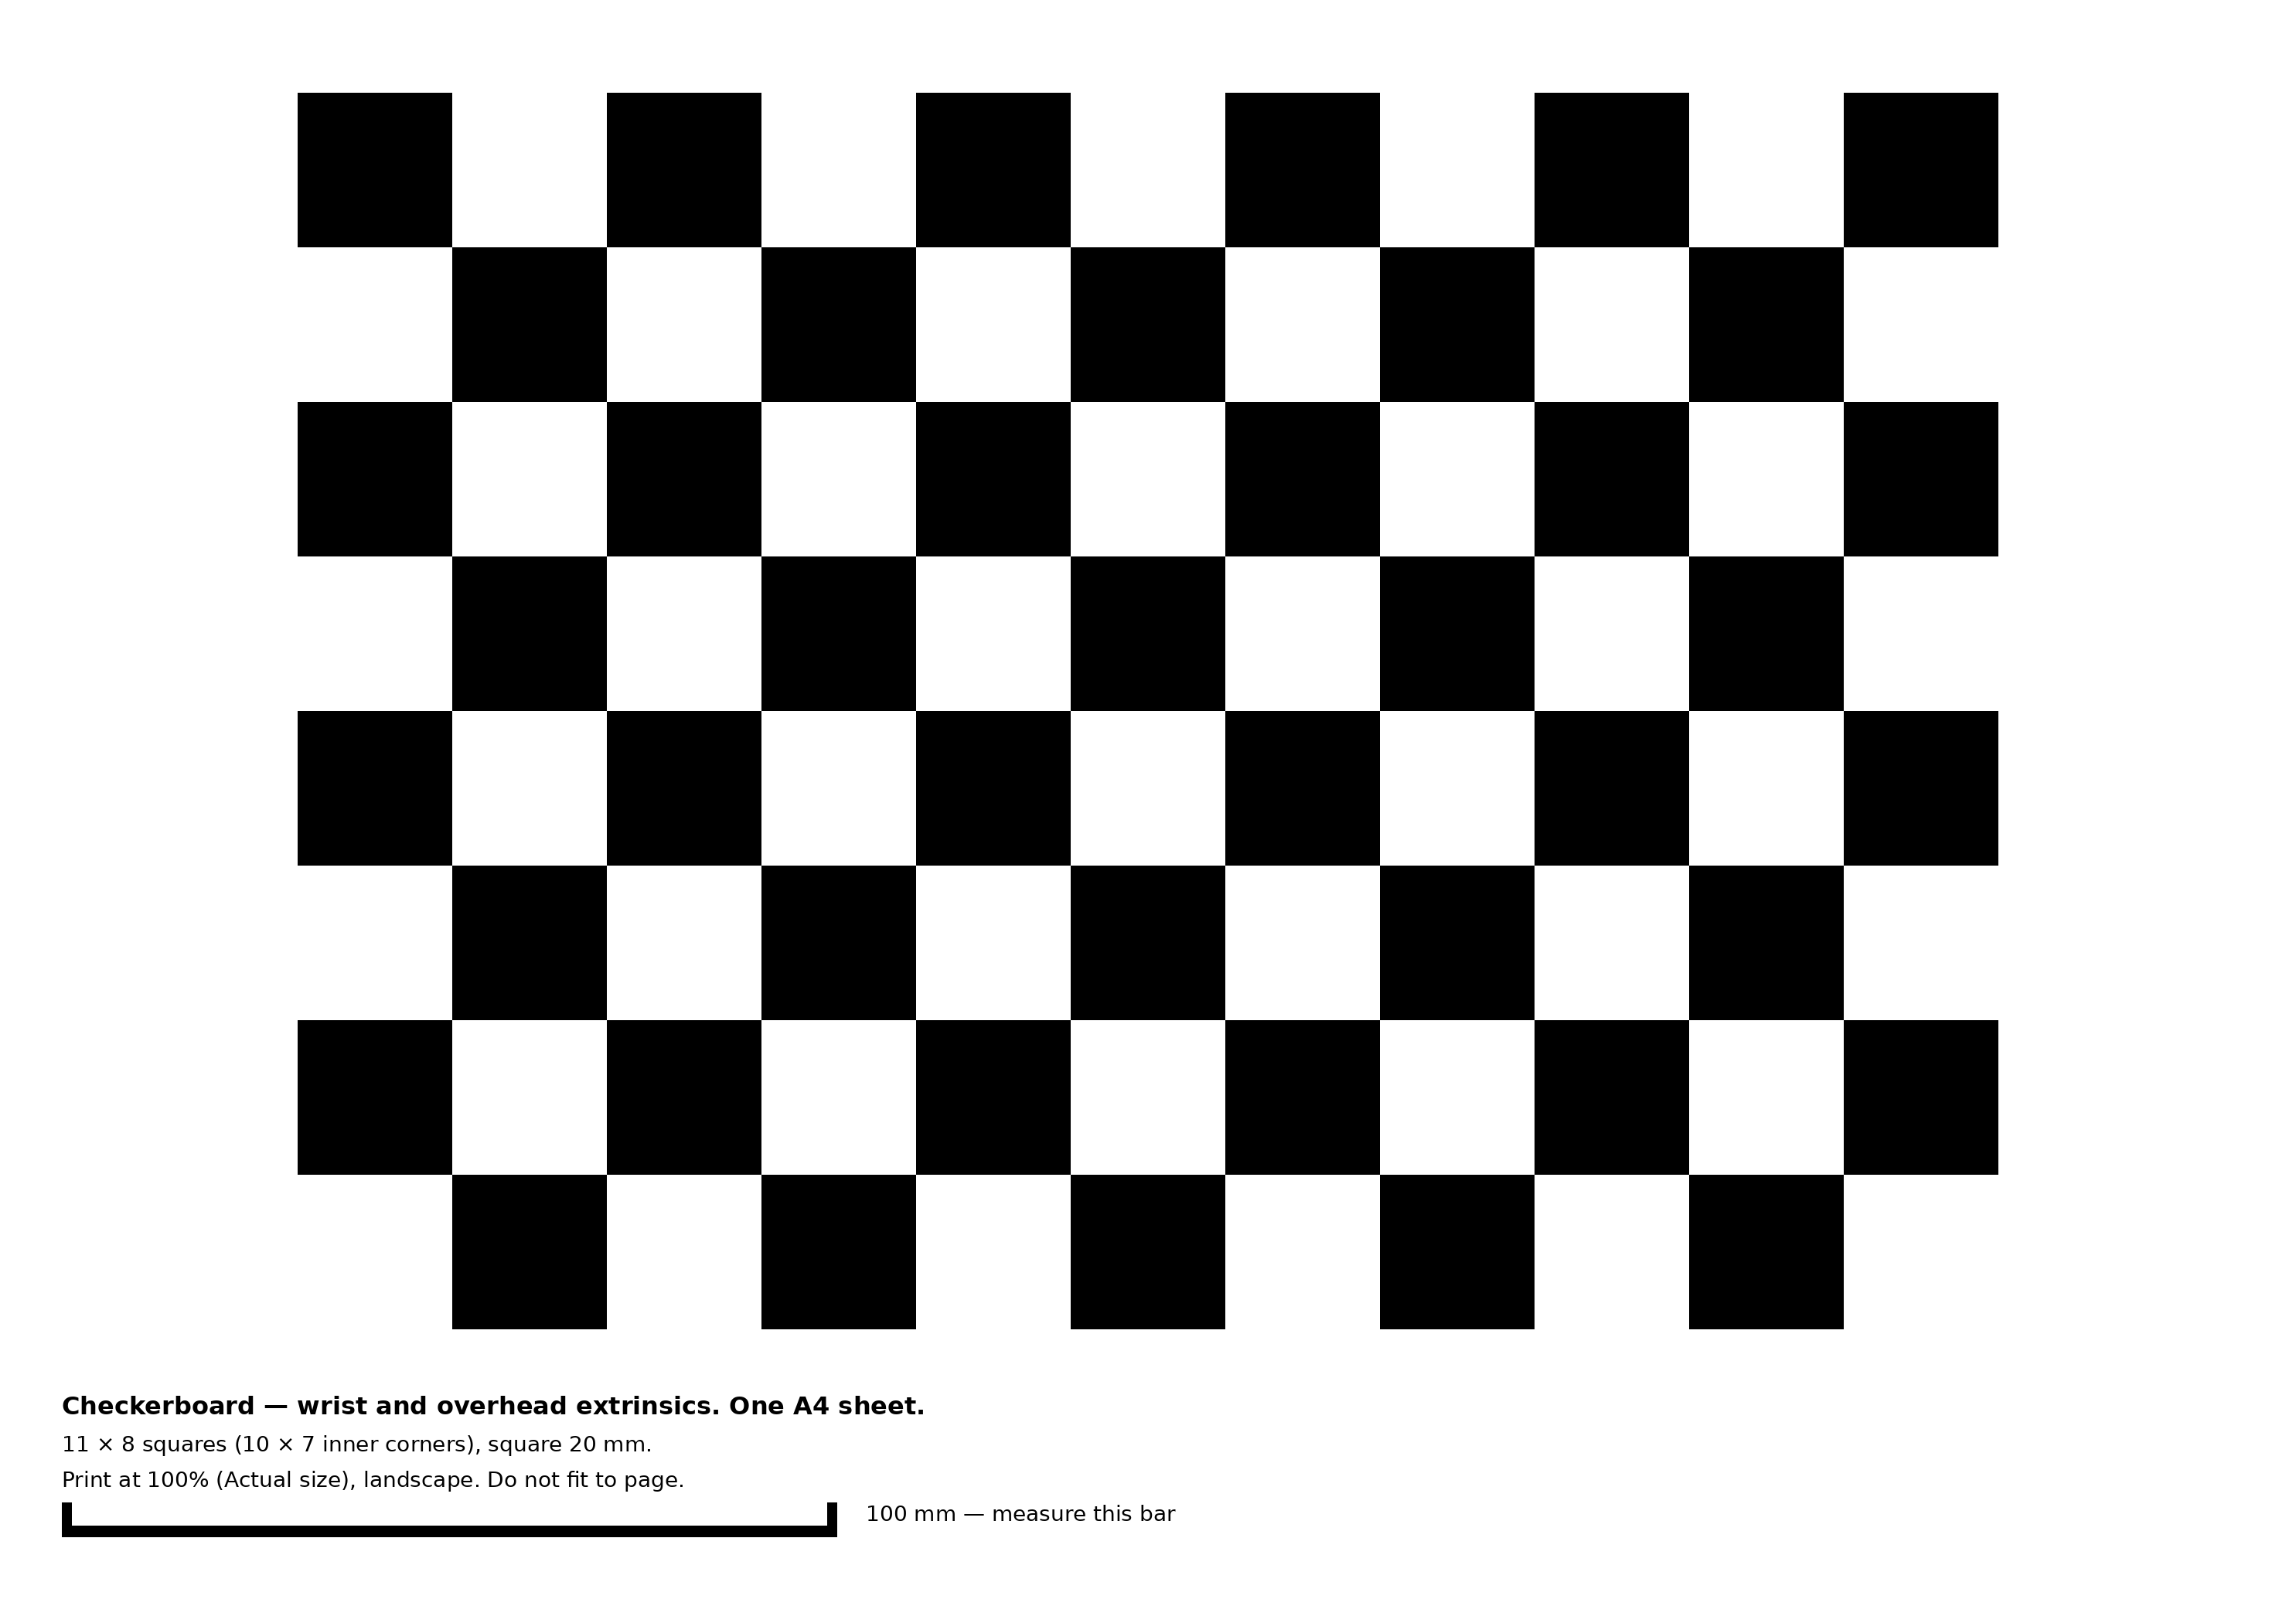 Checkerboard — wrist and overhead extrinsics. One A4 sheet.
11 × 8 squares (10 × 7 inner corners), square 20 mm.
Print at 100% (Actual size), landscape. Do not fit to page.
100 mm — measure this bar